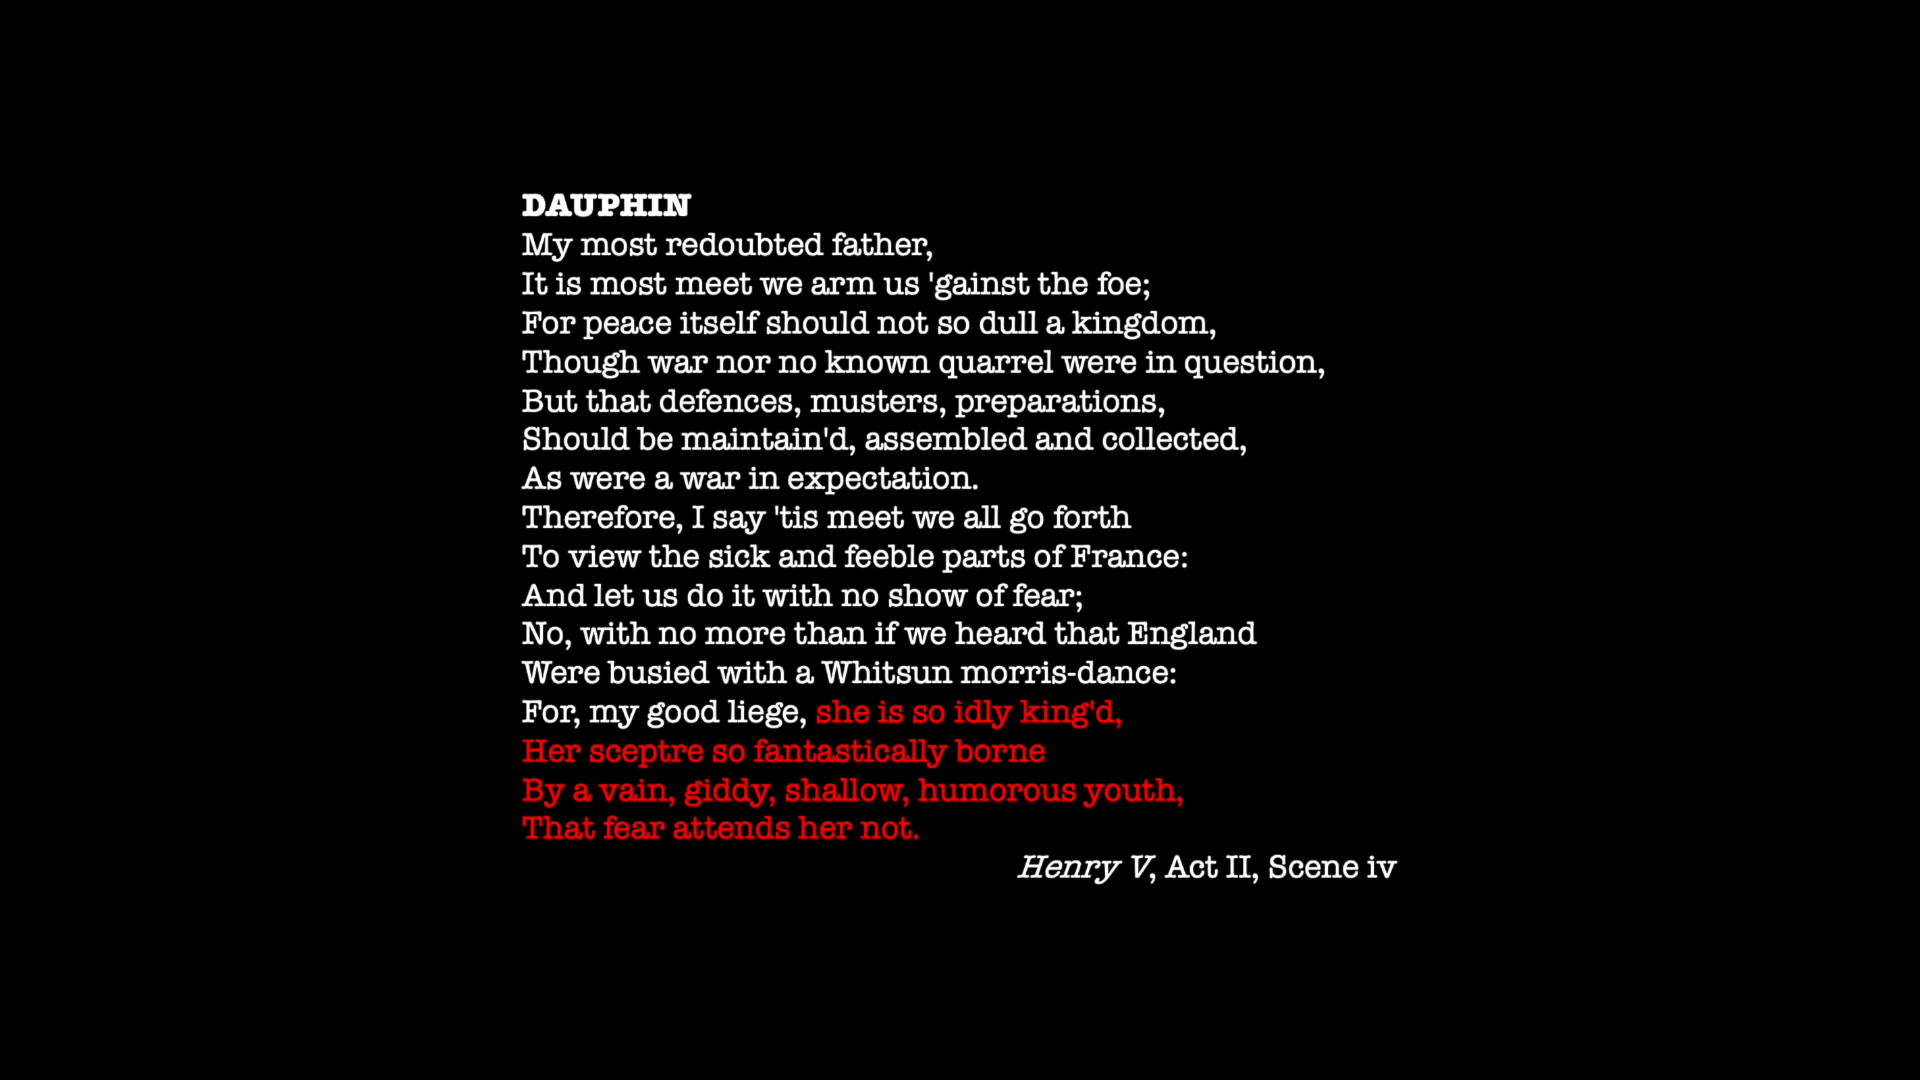 DAUPHIN
My most redoubted father,
It is most meet we arm us 'gainst the foe;
For peace itself should not so dull a kingdom,
Though war nor no known quarrel were in question,
But that defences, musters, preparations,
Should be maintain'd, assembled and collected,
As were a war in expectation.
Therefore, I say 'tis meet we all go forth
To view the sick and feeble parts of France:
And let us do it with no show of fear;
No, with no more than if we heard that England
Were busied with a Whitsun morris-dance:
For, my good liege, she is so idly king'd,
Her sceptre so fantastically borne
By a vain, giddy, shallow, humorous youth,
That fear attends her not.
Henry V, Act II, Scene iv